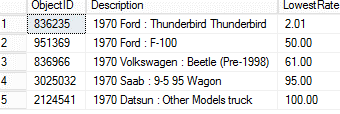 ObjectID Description LowestRate
1 836235 1970 Ford : Thunderbird Thunderbird 2.01
2 951369 1970 Ford : F-100 50.00
3 836966 1970 Volkswagen : Beetle (Pre-1998) 61.00
4 3025032 1970 Saab : 9-5 95 Wagon 95.00
5 2124541 1970 Datsun : Other Models truck 100.00